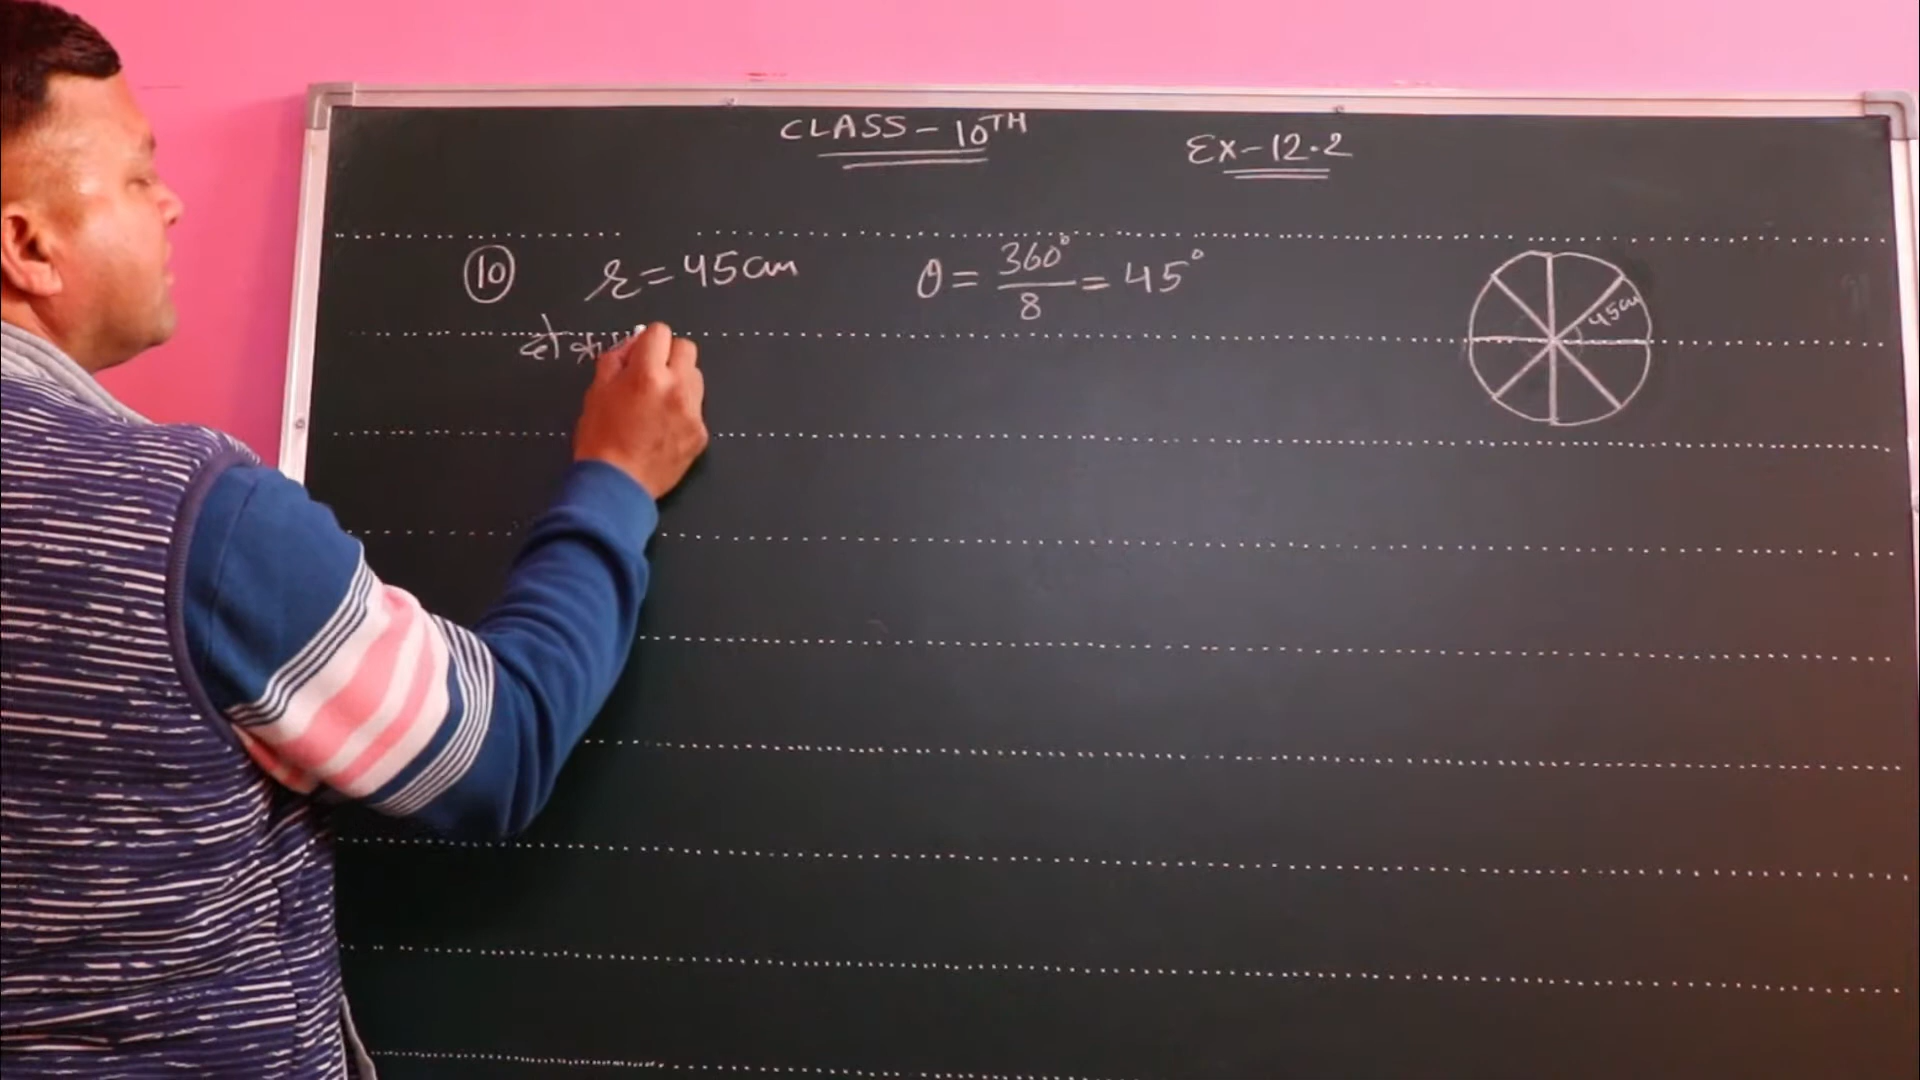 CLASS - 10TH
Ex - 12.2
10 r = 45cm θ = 360°/8 = 45°
45cm
दो